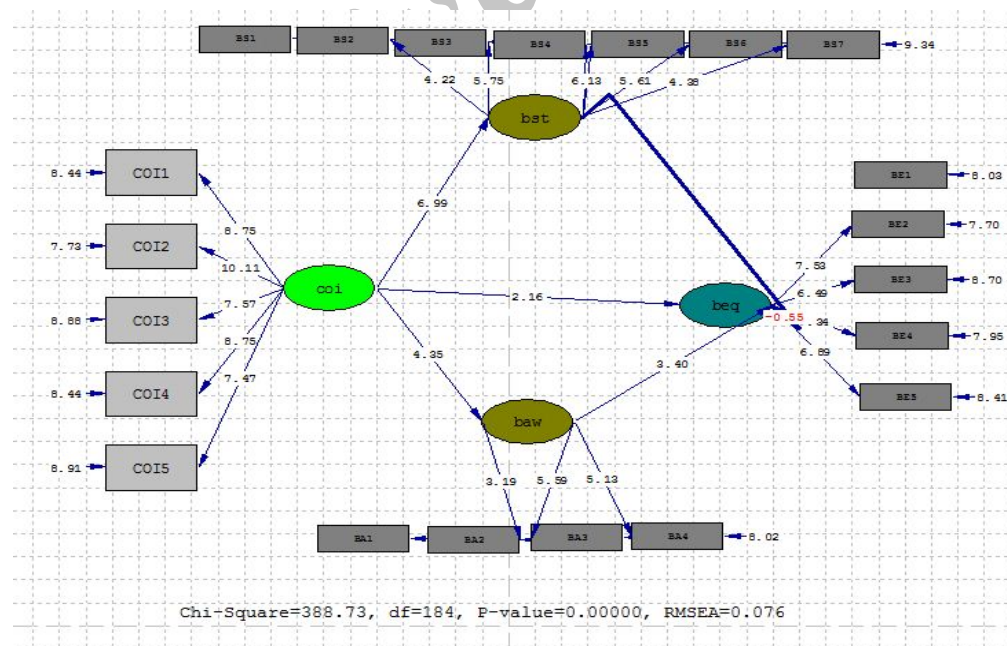 BS1 BS2 BS3 BS4 BS5 BS6 BS7 9.34
4.22 5.75 6.13 5.61 4.38
bst
8.44 COI1
BE1 8.03
6.99
8.75
BE2 7.70
7.73 COI2
10.11
7.53
coi
2.16
beq
6.49
BE3 8.70
-0.55
.34
8.88 COI3
7.57
BE4 7.95
8.75
4.35
3.40
6.89
8.44 COI4
7.47
BE5 8.41
baw
8.91 COI5
3.19 5.59 5.13
BA1 BA2 BA3 BA4 8.02
Chi-Square=388.73, df=184, P-value=0.00000, RMSEA=0.076